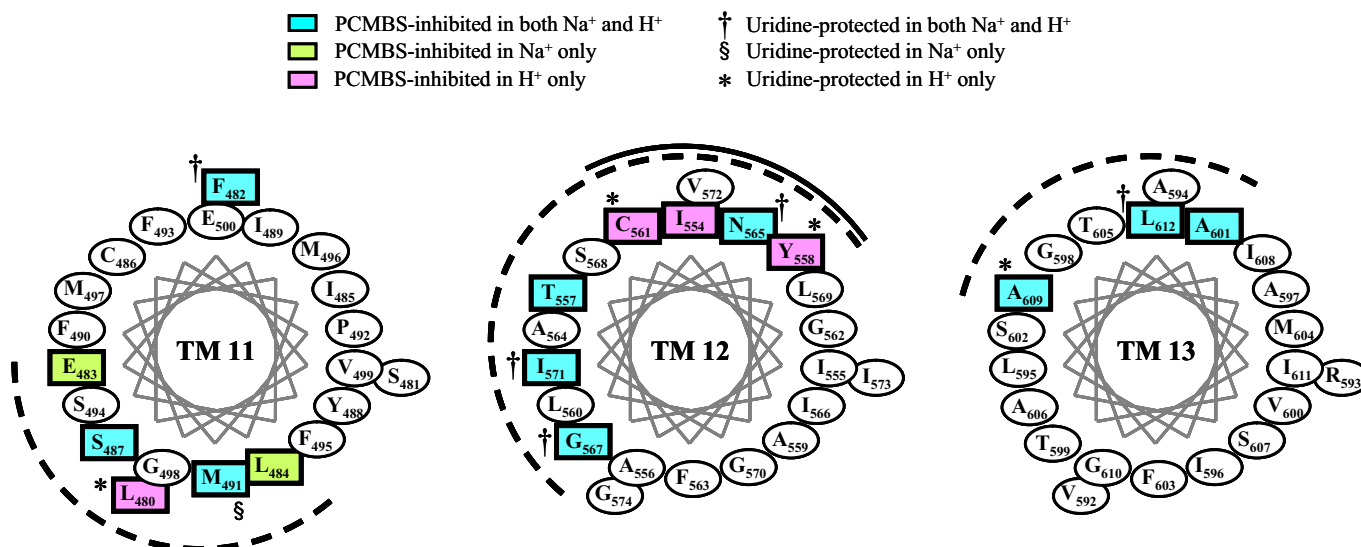 PCMBS-inhibited in both Na⁺ and H⁺ † Uridine-protected in both Na⁺ and H⁺
PCMBS-inhibited in Na⁺ only § Uridine-protected in Na⁺ only
PCMBS-inhibited in H⁺ only * Uridine-protected in H⁺ only
†
F482
F493 E500 I489
C486 M496
M497 I485
F490 P492
TM 11
E483 V499 S481
S494 Y488
S487 F495
G498 M491 L484
* L480 §
V572
* C561 I554 N565 † *
S568 Y558
T557 L569
A564 G562
TM 12
† I571 I555 I573
L560 I566
† G567 A559
A556 F563 G570
G574
A594
† L612 A601
T605
G598 I608
* A609 A597
S602 M604
TM 13
L595 I611 R593
A606 V600
T599 S607
G610 F603 I596
V592